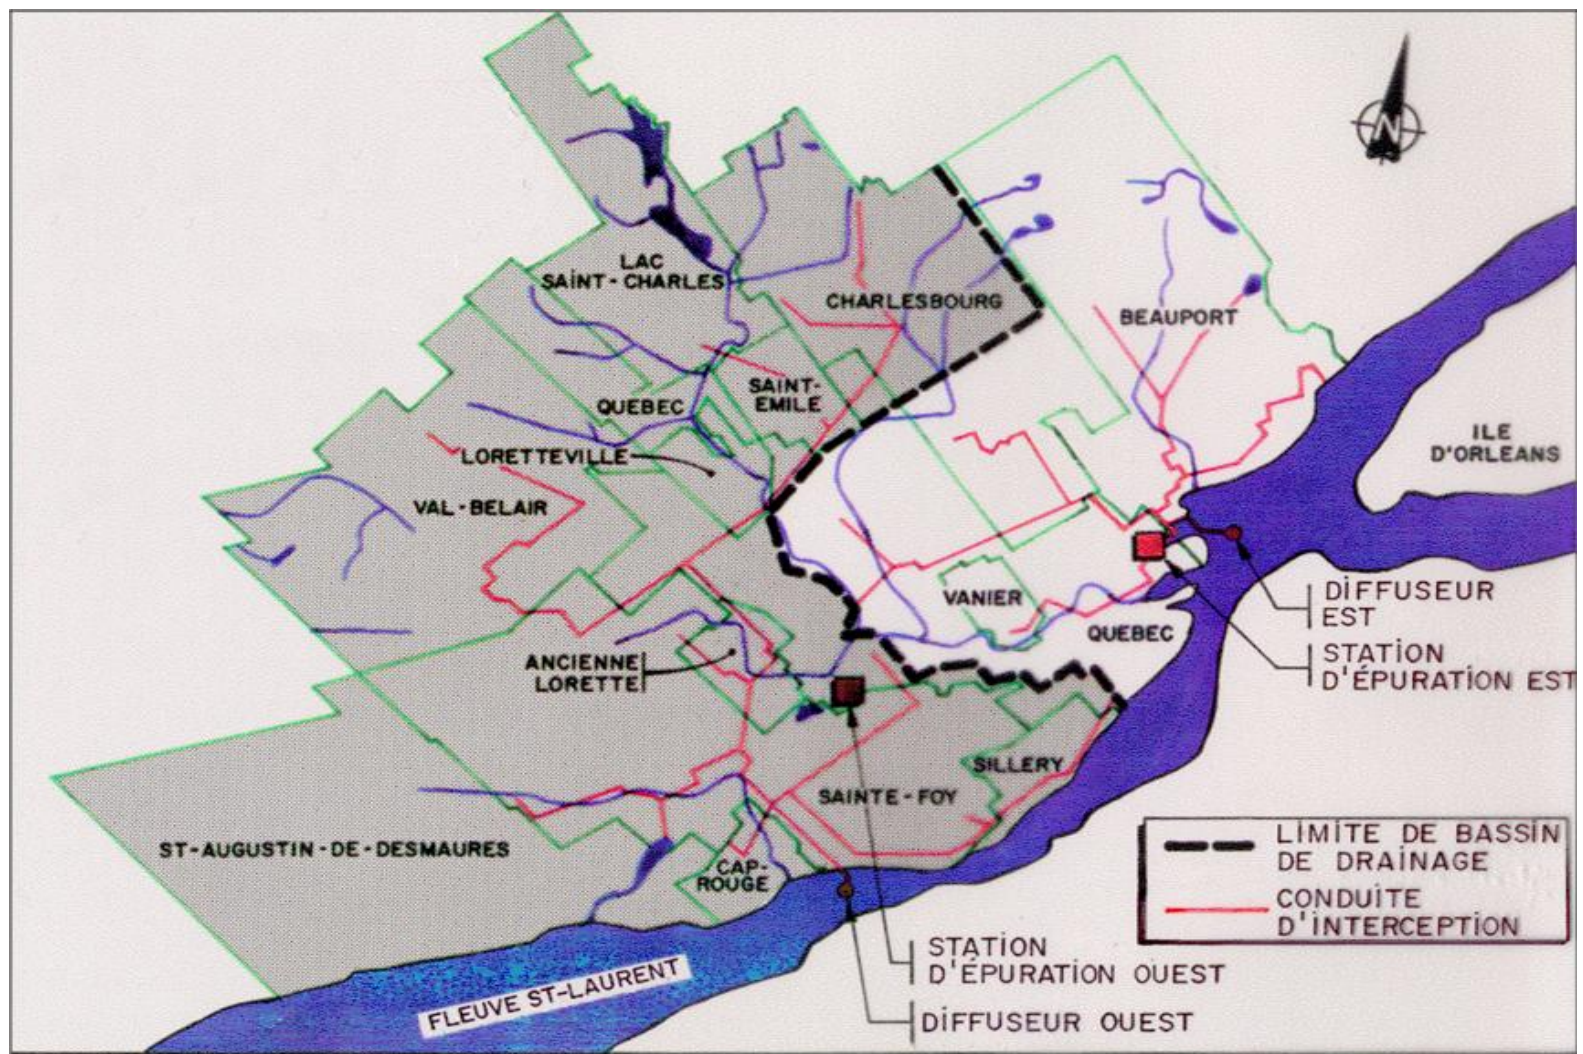 N
LAC
SAINT-CHARLES
CHARLESBOURG
BEAUPORT
SAINT-
EMILE
QUEBEC
ILE
D'ORLEANS
LORETTEVILLE
VAL-BELAIR
VANIER
DIFFUSEUR
EST
QUEBEC
STATION
D'ÉPURATION EST
ANCIENNE
LORETTE
SILLERY
SAINTE-FOY
ST-AUGUSTIN-DE-DESMAURES
CAP-
ROUGE
LIMITE DE BASSIN
DE DRAINAGE
CONDUITE
D'INTERCEPTION
STATION
D'ÉPURATION OUEST
FLEUVE ST-LAURENT
DIFFUSEUR OUEST